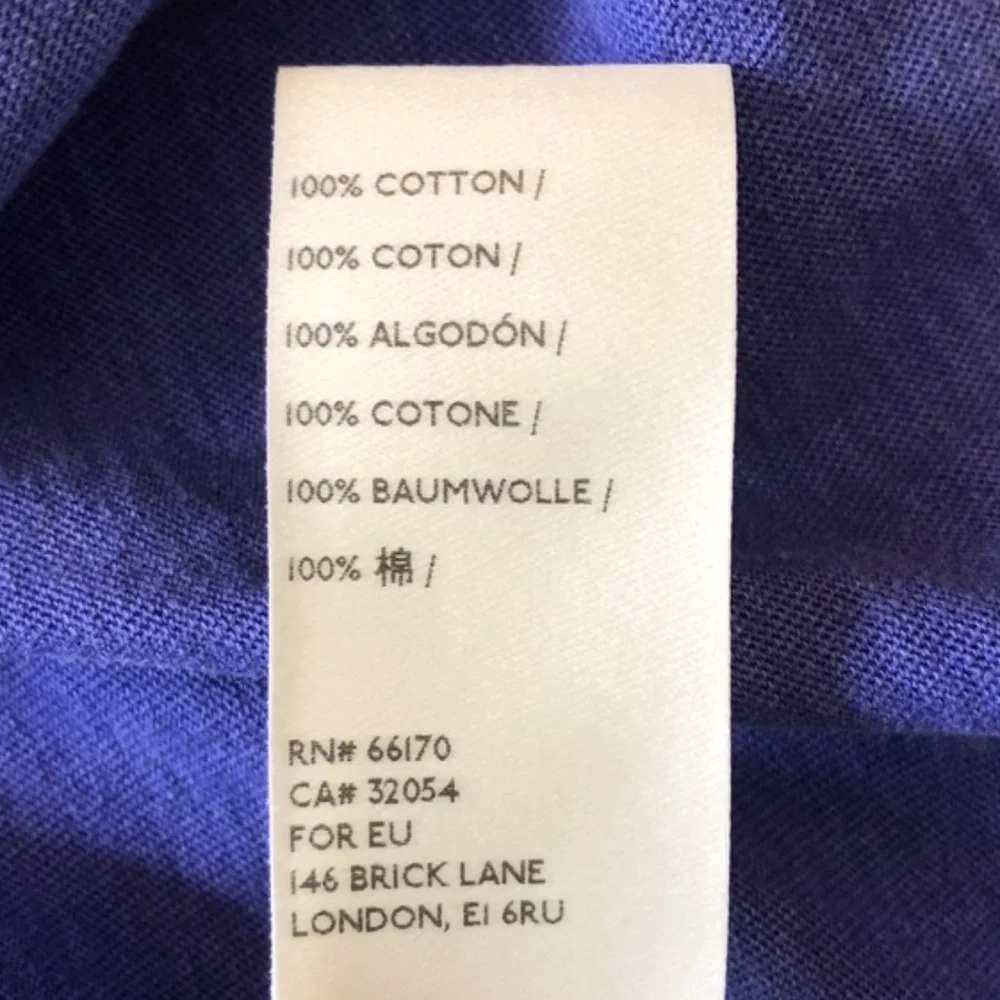 100% COTTON /
100% COTON /
100% ALGODÓN /
100% COTONE /
100% BAUMWOLLE /
100% 棉 /
RN# 66170
CA# 32054
FOR EU
146 BRICK LANE
LONDON, E1 6RU